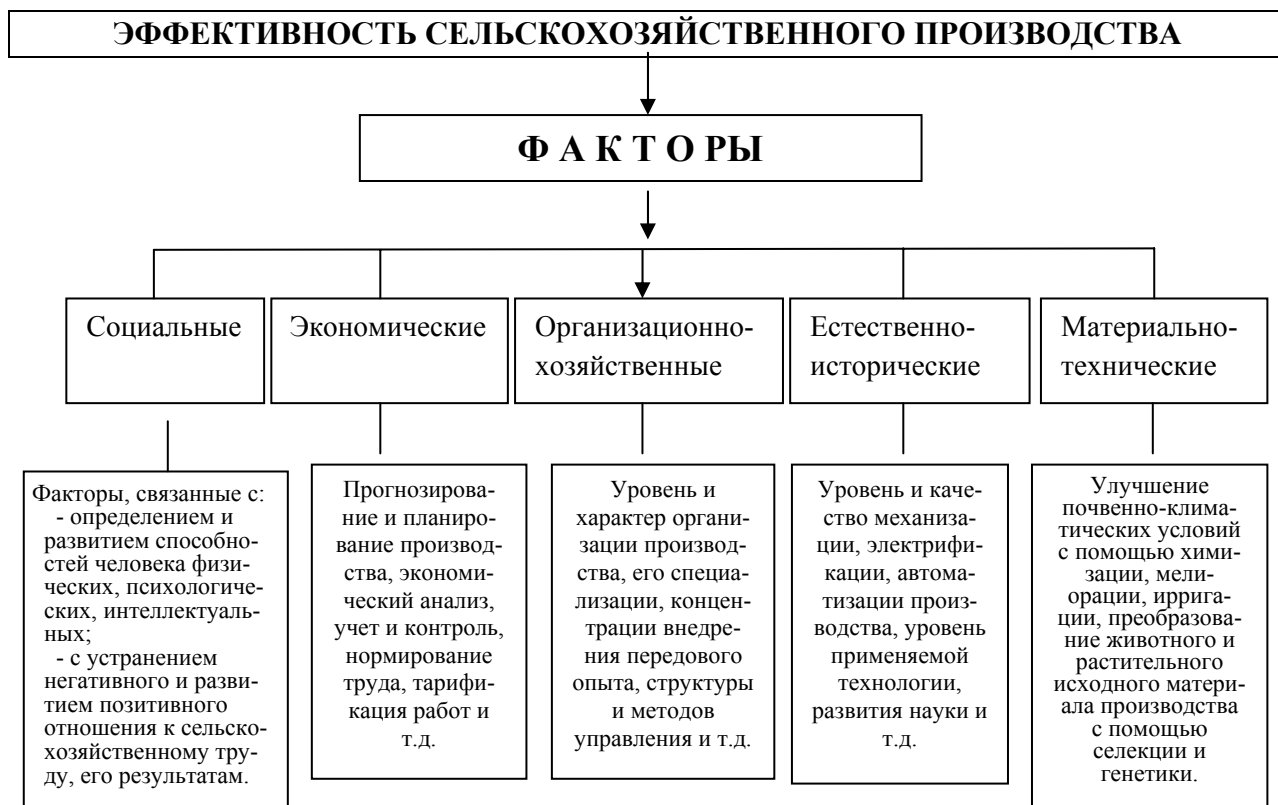 ЭФФЕКТИВНОСТЬ СЕЛЬСКОХОЗЯЙСТВЕННОГО ПРОИЗВОДСТВА
Ф А К Т О РЫ
Социальные
Экономические
Организационно-
хозяйственные
Естественно-
исторические
Материально-
технические
Факторы, связанные с:
- определением и
развитием способно-
стей человека физи-
ческих, психологиче-
ских, интеллектуаль-
ных;
- с устранением
негативного и разви-
тием позитивного
отношения к сельско-
хозяйственному тру-
ду, его результатам.
Прогнозирова-
ние и планиро-
вание производ-
ства, экономи-
ческий анализ,
учет и контроль,
нормирование
труда, тарифи-
кация работ и
т.д.
Уровень и
характер органи-
зации производ-
ства, его специа-
лизации, концен-
трации внедре-
ния передового
опыта, структуры
и методов
управления и т.д.
Уровень и каче-
ство механиза-
ции, электрифи-
кации, автома-
тизации произ-
водства, уровень
применяемой
технологии,
развития науки и
т.д.
Улучшение
почвенно-клима-
тических условий
с помощью хими-
зации, мели-
орации, иррига-
ции, преобразова-
ние животного и
растительного
исходного матери-
ала производства
с помощью
селекции и
генетики.